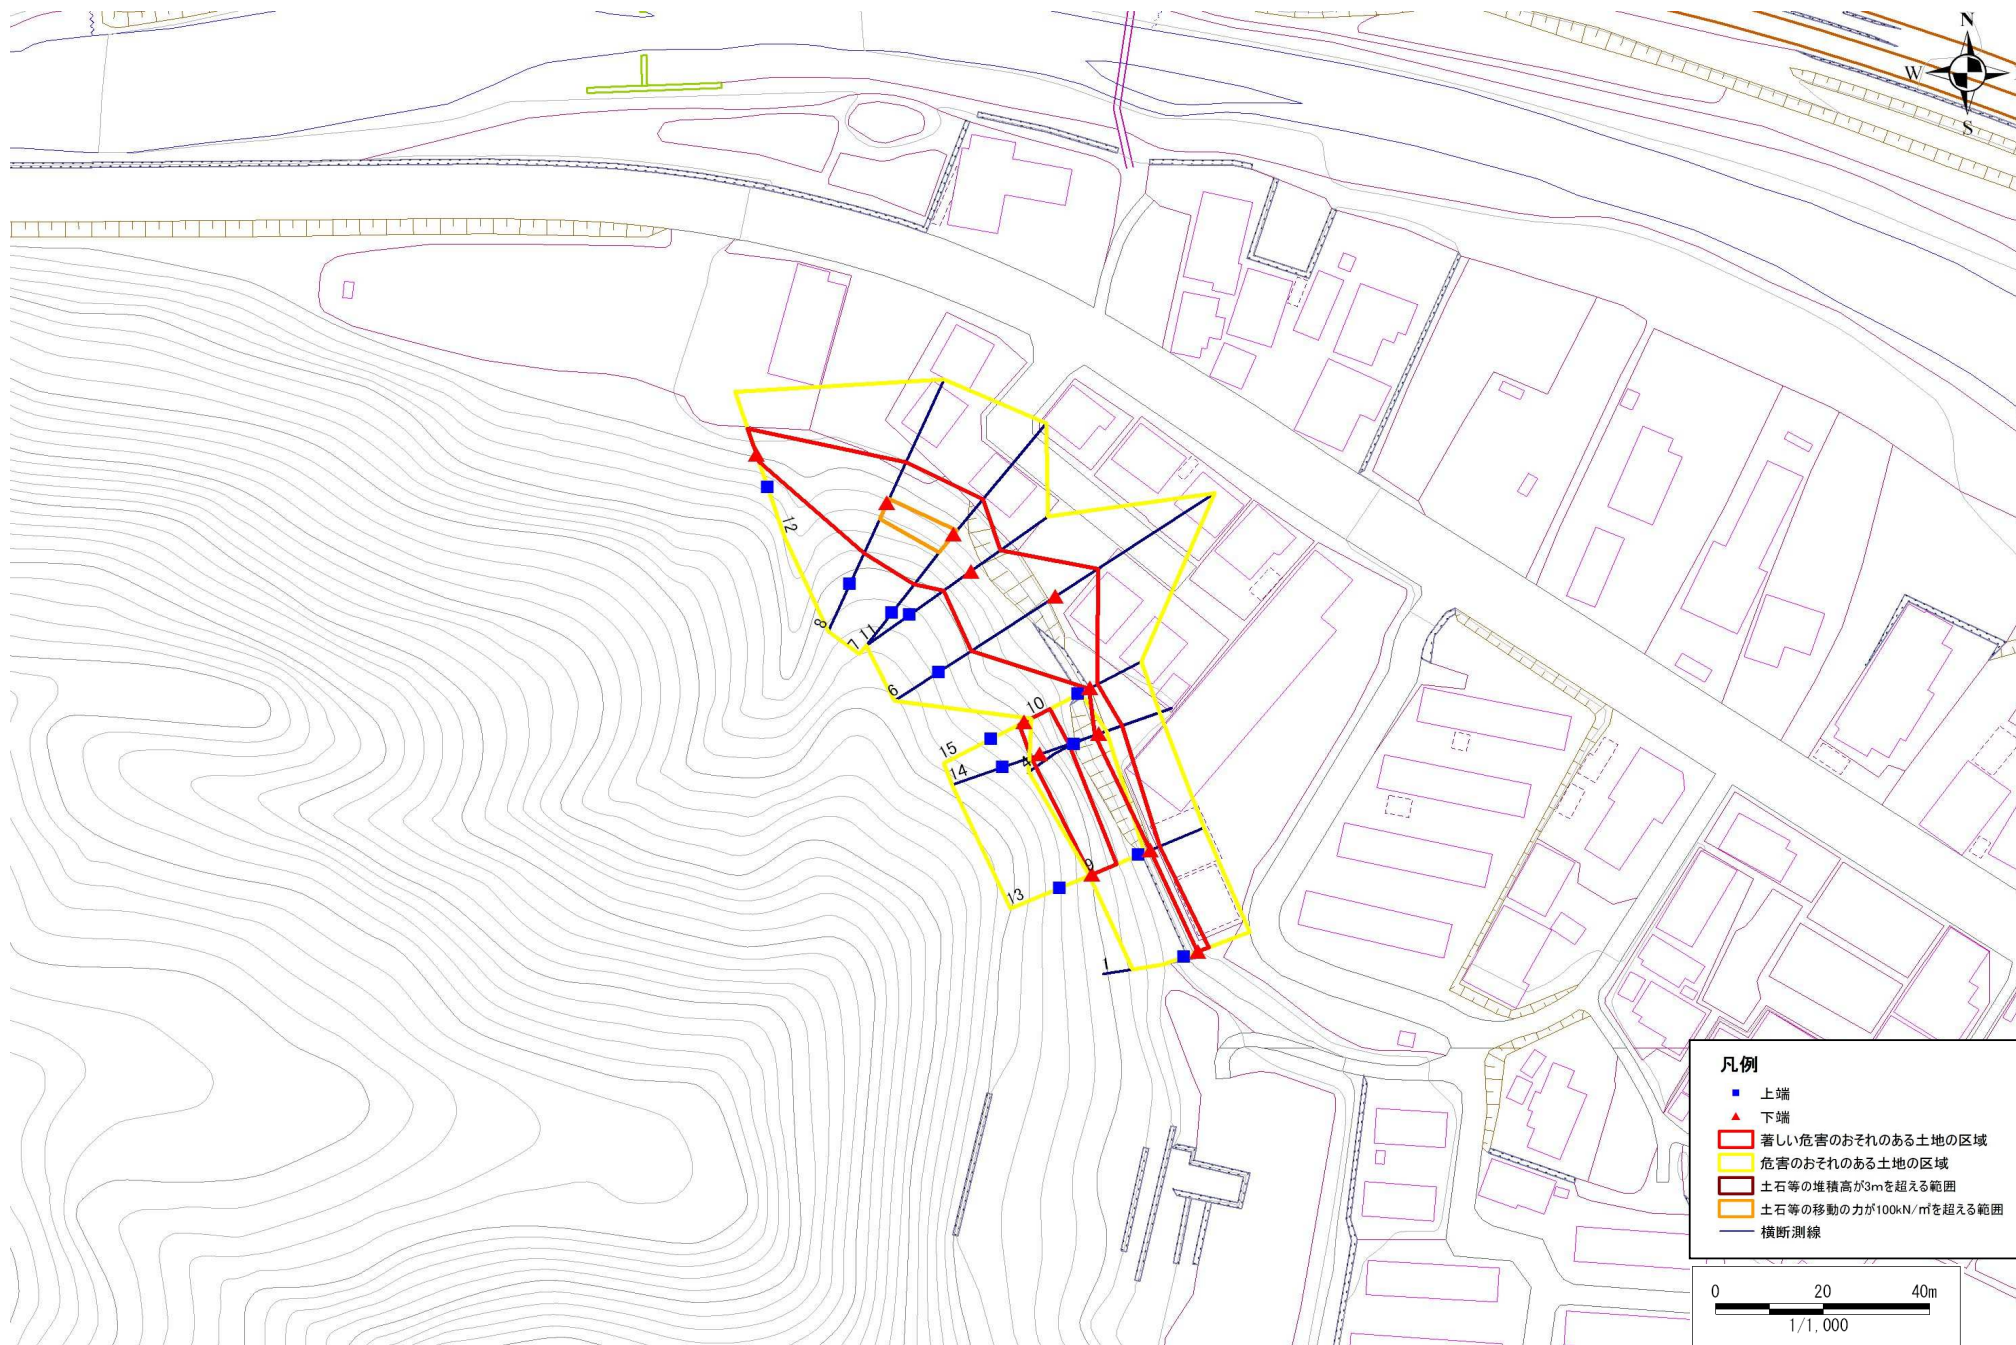 N
W
S
12
8
7
11
6
10
15
14
4
9
13
1
凡例
上端
下端
著しい危害のおそれのある土地の区域
危害のおそれのある土地の区域
土石等の堆積高が3mを超える範囲
土石等の移動の力が100kN/㎡を超える範囲
横断測線
0 20 40m
1/1,000